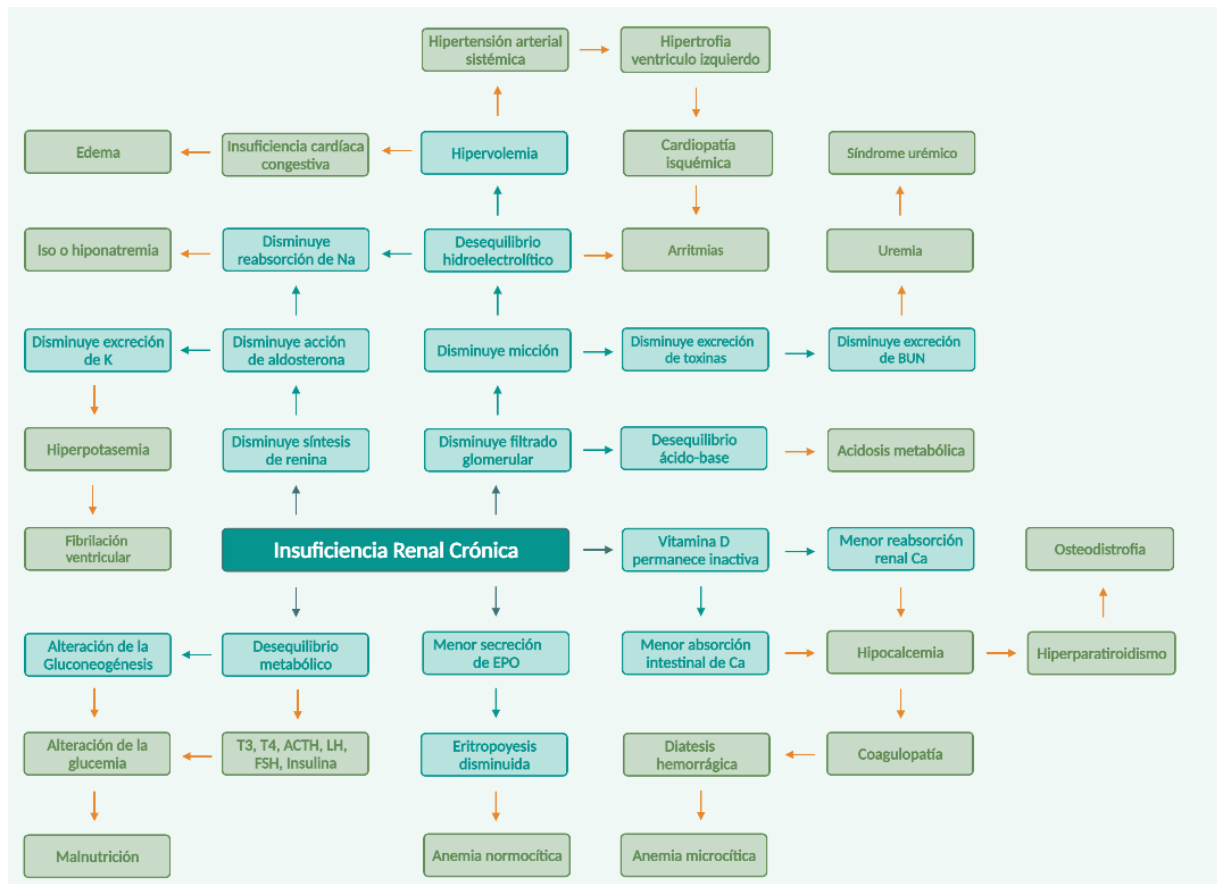 Hipertensión arterial
sistémica
Hipertrofia
ventriculo izquierdo
Edema
Insuficiencia cardíaca
congestiva
Hipervolemia
Cardiopatía
isquémica
Síndrome urémico
Iso o hiponatremia
Disminuye
reabsorción de Na
Desequilibrio
hidroelectrolítico
Arritmias
Uremia
Disminuye excreción
de K
Disminuye acción
de aldosterona
Disminuye micción
Disminuye excreción
de toxinas
Disminuye excreción
de BUN
Hiperpotasemia
Disminuye síntesis
de renina
Disminuye filtrado
glomerular
Desequilibrio
ácido-base
Acidosis metabólica
Fibrilación
ventricular
Insuficiencia Renal Crónica
Vitamina D
permanece inactiva
Menor reabsorción
renal Ca
Osteodistrofia
Alteración de la
Gluconeogénesis
Desequilibrio
metabólico
Menor secreción
de EPO
Menor absorción
intestinal de Ca
Hipocalcemia
Hiperparatiroidismo
Alteración de la
glucemia
T3, T4, ACTH, LH,
FSH, Insulina
Eritropoyesis
disminuida
Diatesis
hemorrágica
Coagulopatía
Malnutrición
Anemia normocítica
Anemia microcítica